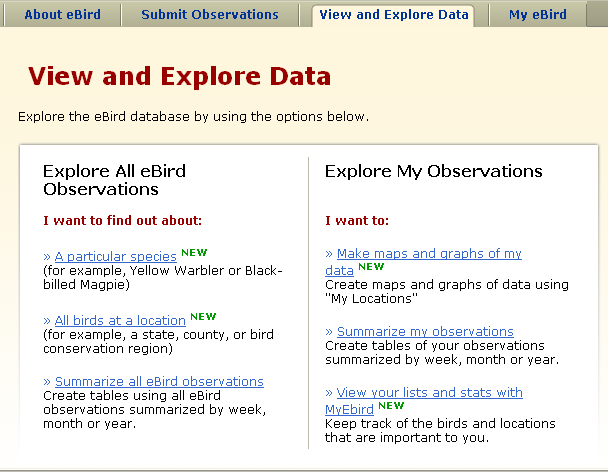 About eBird
Submit Observations
View and Explore Data
My eBird
View and Explore Data
Explore the eBird database by using the options below.
Explore All eBird
Observations
I want to find out about:
» A particular species NEW
(for example, Yellow Warbler or Black-
billed Magpie)
» All birds at a location NEW
(for example, a state, county, or bird
conservation region)
» Summarize all eBird observations
Create tables using all eBird
observations summarized by week,
month or year.
Explore My Observations
I want to:
» Make maps and graphs of my
data NEW
Create maps and graphs of data using
"My Locations"
» Summarize my observations
Create tables of your observations
summarized by week, month or year.
» View your lists and stats with
MyEbird NEW
Keep track of the birds and locations
that are important to you.